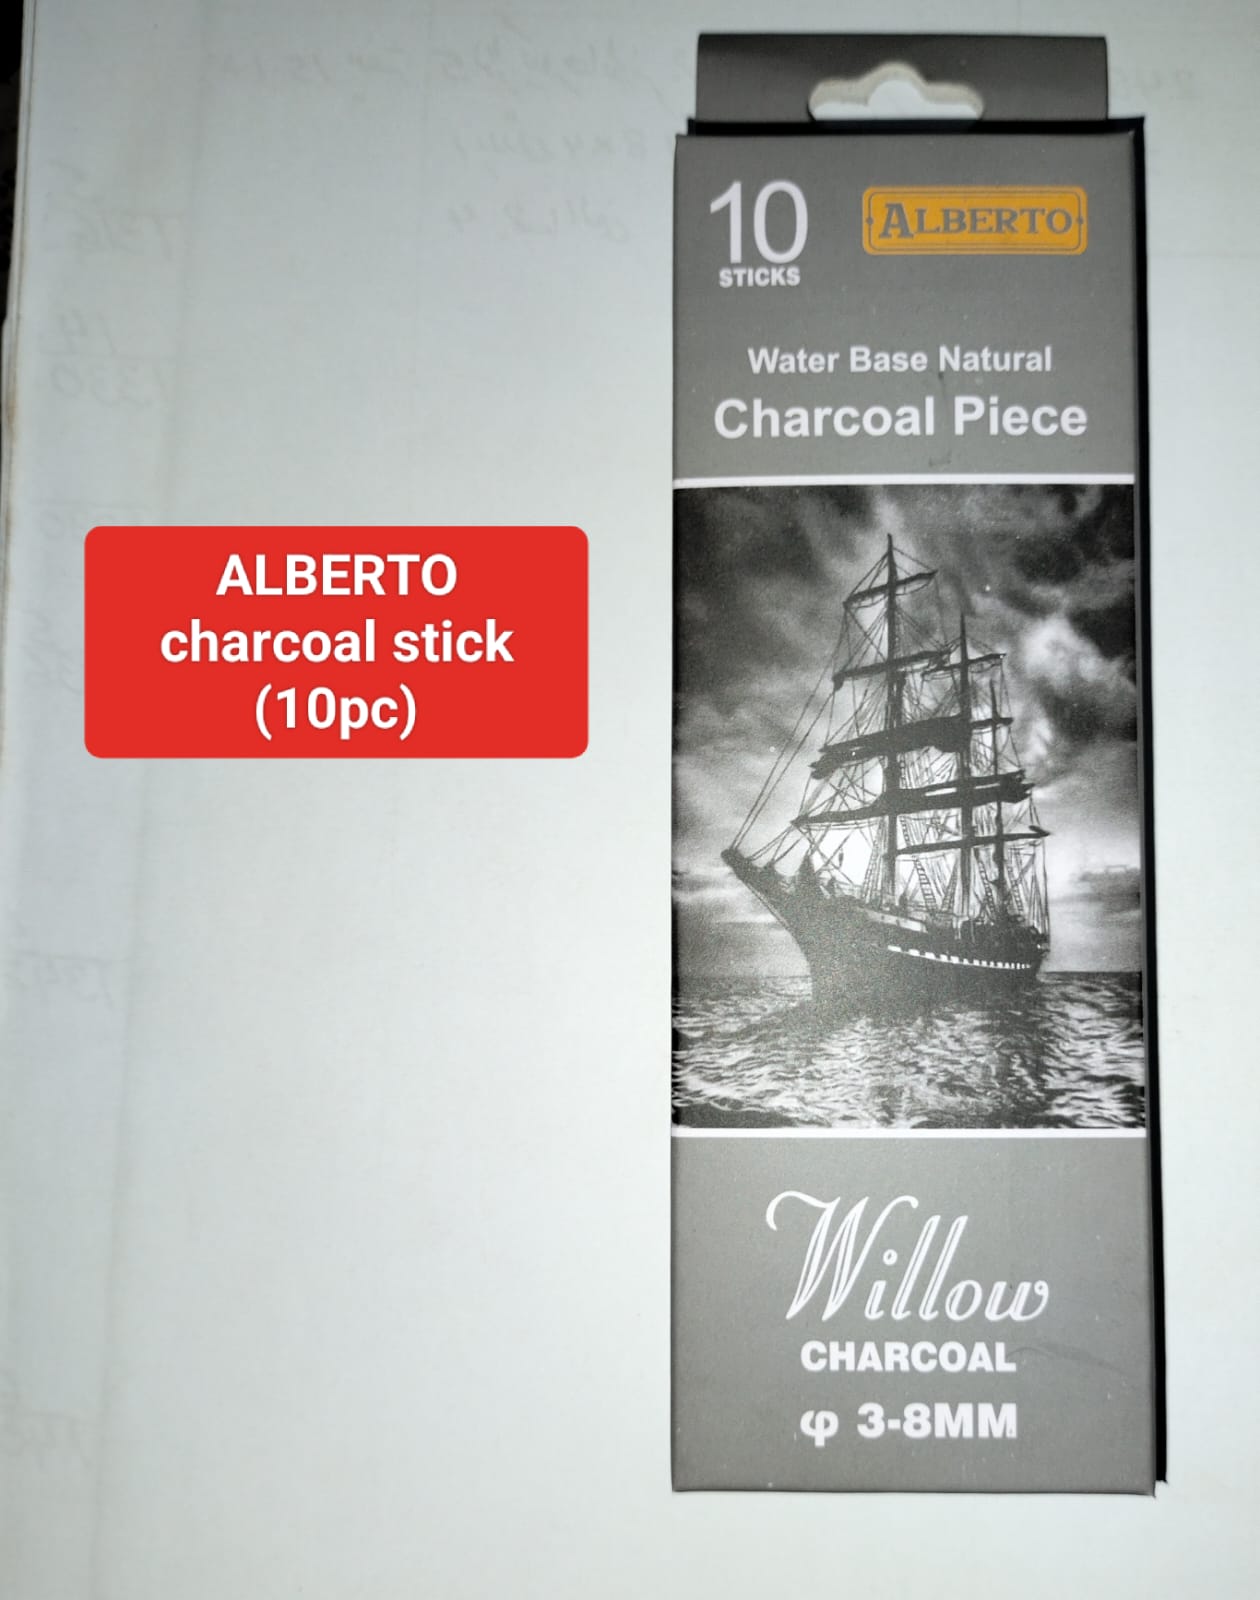 10
STICKS
ALBERTO
Water Base Natural
Charcoal Piece
ALBERTO
charcoal stick
(10pc)
Willow
CHARCOAL
φ 3-8MM